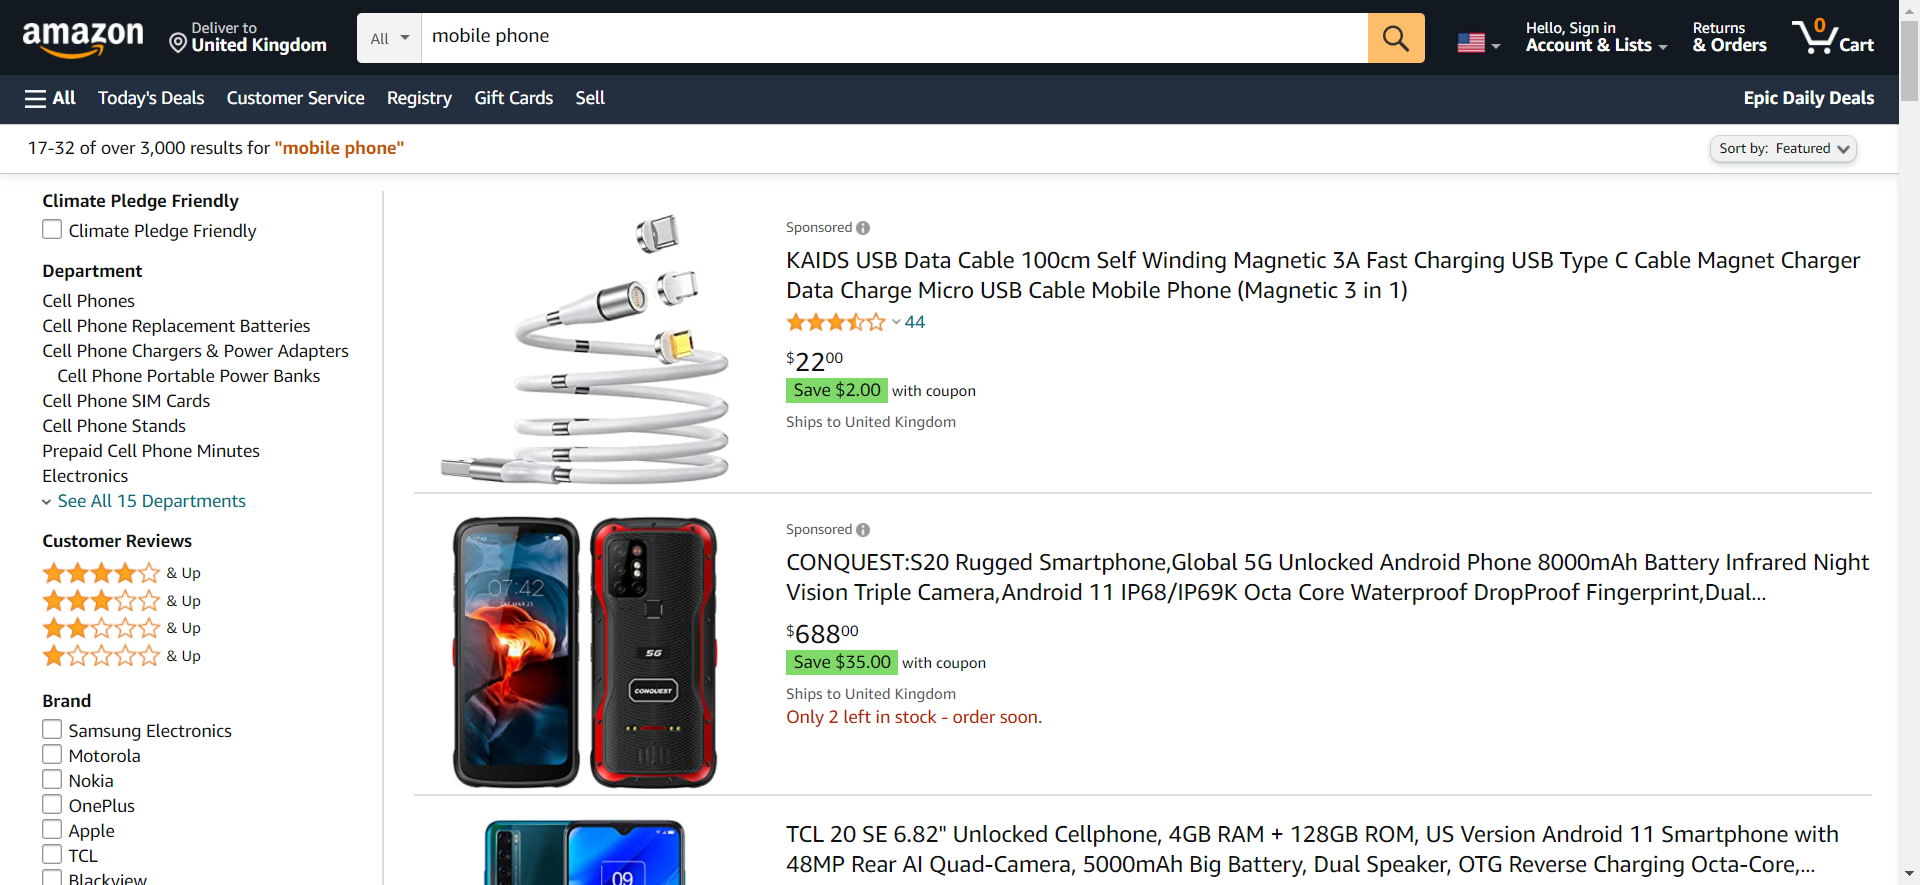 amazon
Deliver to
United Kingdom
All
mobile phone
Hello, Sign in
Account & Lists
Returns
& Orders
0
Cart
All
Today's Deals
Customer Service
Registry
Gift Cards
Sell
Epic Daily Deals
17-32 of over 3,000 results for "mobile phone"
Sort by: Featured
Climate Pledge Friendly
Climate Pledge Friendly
Department
Cell Phones
Cell Phone Replacement Batteries
Cell Phone Chargers & Power Adapters
Cell Phone Portable Power Banks
Cell Phone SIM Cards
Cell Phone Stands
Prepaid Cell Phone Minutes
Electronics
See All 15 Departments
Customer Reviews
& Up
& Up
& Up
& Up
Brand
Samsung Electronics
Motorola
Nokia
OnePlus
Apple
TCL
Blackview
Sponsored
KAIDS USB Data Cable 100cm Self Winding Magnetic 3A Fast Charging USB Type C Cable Magnet Charger
Data Charge Micro USB Cable Mobile Phone (Magnetic 3 in 1)
44
$2200
Save $2.00 with coupon
Ships to United Kingdom
07:42
5G
CONQUEST
Sponsored
CONQUEST:S20 Rugged Smartphone,Global 5G Unlocked Android Phone 8000mAh Battery Infrared Night
Vision Triple Camera,Android 11 IP68/IP69K Octa Core Waterproof DropProof Fingerprint,Dual...
$68800
Save $35.00 with coupon
Ships to United Kingdom
Only 2 left in stock - order soon.
09
TCL 20 SE 6.82" Unlocked Cellphone, 4GB RAM + 128GB ROM, US Version Android 11 Smartphone with
48MP Rear AI Quad-Camera, 5000mAh Big Battery, Dual Speaker, OTG Reverse Charging Octa-Core,...